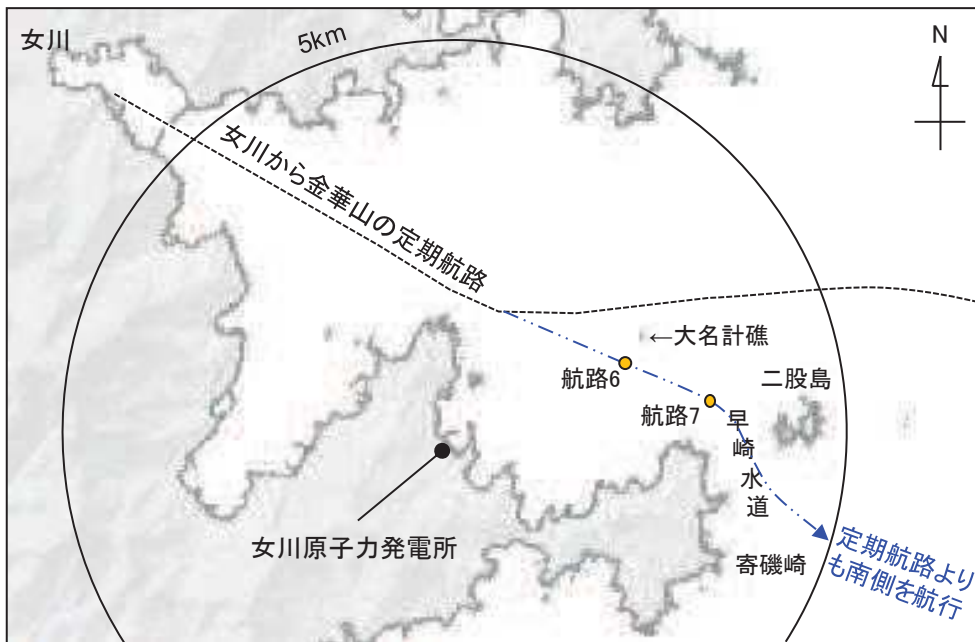 女川
5km
N
女川から金華山の定期航路
←大名計礁
航路6
二股島
航路7
早崎水道
女川原子力発電所
寄磯崎
定期航路より
も南側を航行